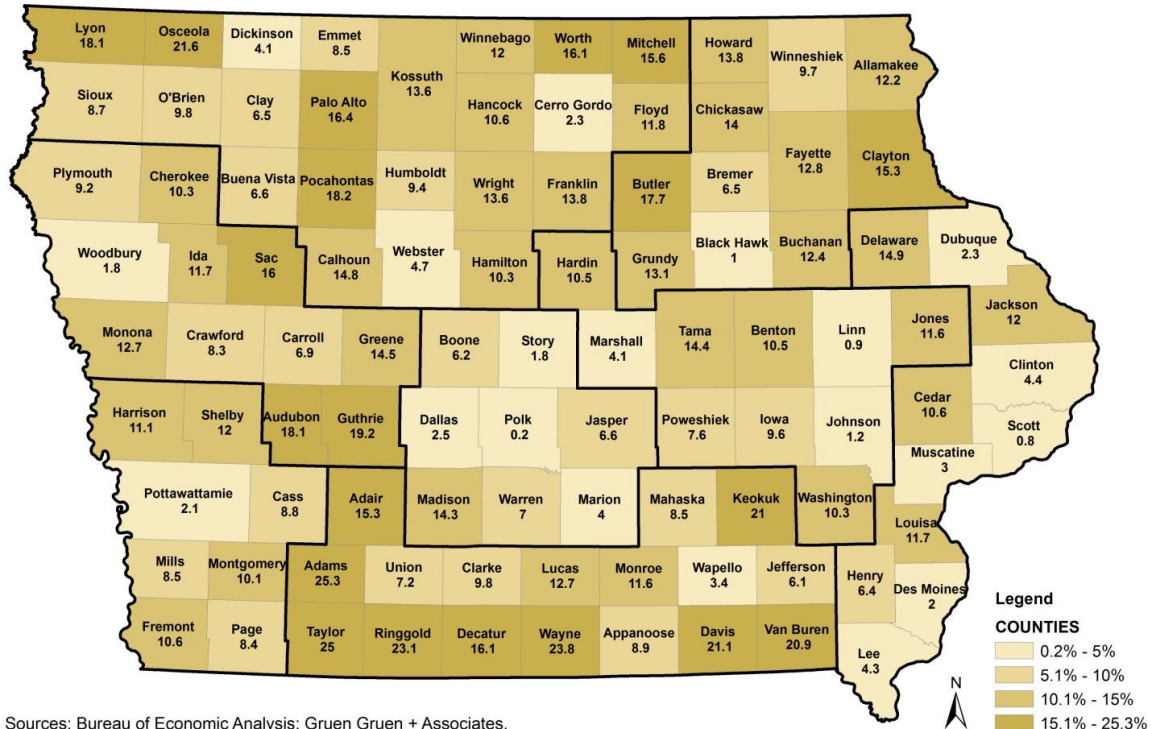 Lyon
18.1
Osceola
21.6
Dickinson
4.1
Emmet
8.5
Kossuth
13.6
Winnebago
12
Worth
16.1
Mitchell
15.6
Howard
13.8
Winneshiek
9.7
Allamakee
12.2
Sioux
8.7
O'Brien
9.8
Clay
6.5
Palo Alto
16.4
Hancock
10.6
Cerro Gordo
2.3
Floyd
11.8
Chickasaw
14
Plymouth
9.2
Cherokee
10.3
Buena Vista
6.6
Pocahontas
18.2
Humboldt
9.4
Wright
13.6
Franklin
13.8
Butler
17.7
Bremer
6.5
Fayette
12.8
Clayton
15.3
Woodbury
1.8
Ida
11.7
Sac
16
Calhoun
14.8
Webster
4.7
Hamilton
10.3
Hardin
10.5
Grundy
13.1
Black Hawk
1
Buchanan
12.4
Delaware
14.9
Dubuque
2.3
Jackson
12
Monona
12.7
Crawford
8.3
Carroll
6.9
Greene
14.5
Boone
6.2
Story
1.8
Marshall
4.1
Tama
14.4
Benton
10.5
Linn
0.9
Jones
11.6
Clinton
4.4
Harrison
11.1
Shelby
12
Audubon
18.1
Guthrie
19.2
Dallas
2.5
Polk
0.2
Jasper
6.6
Poweshiek
7.6
Iowa
9.6
Johnson
1.2
Cedar
10.6
Scott
0.8
Muscatine
3
Pottawattamie
2.1
Cass
8.8
Adair
15.3
Madison
14.3
Warren
7
Marion
4
Mahaska
8.5
Keokuk
21
Washington
10.3
Louisa
11.7
Mills
8.5
Montgomery
10.1
Adams
25.3
Union
7.2
Clarke
9.8
Lucas
12.7
Monroe
11.6
Wapello
3.4
Jefferson
6.1
Henry
6.4
Des Moines
2
Fremont
10.6
Page
8.4
Taylor
25
Ringgold
23.1
Decatur
16.1
Wayne
23.8
Appanoose
8.9
Davis
21.1
Van Buren
20.9
Lee
4.3
N
Legend
COUNTIES
0.2% - 5%
5.1% - 10%
10.1% - 15%
15.1% - 25.3%
Sources: Bureau of Economic Analysis; Gruen Gruen + Associates.